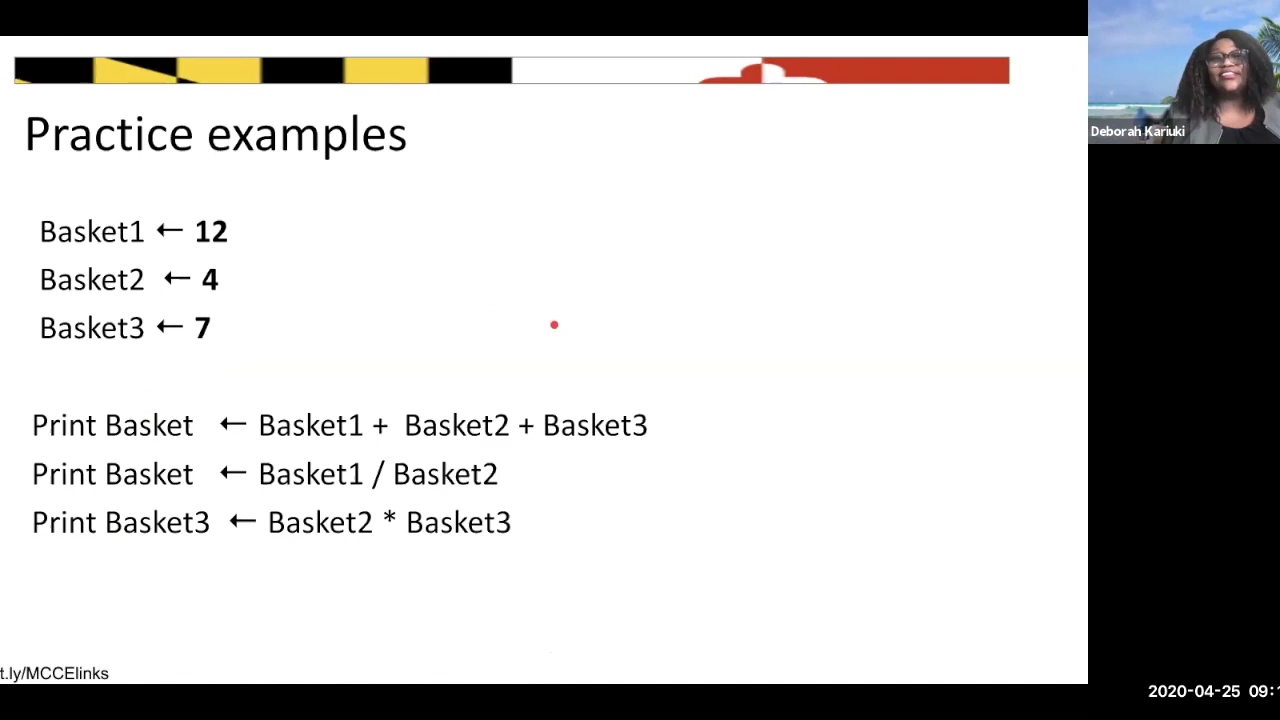 Practice examples
Basket1 ← 12
Basket2 ← 4
Basket3 ← 7
Print Basket ← Basket1 + Basket2 + Basket3
Print Basket ← Basket1 / Basket2
Print Basket3 ← Basket2 * Basket3
t.ly/MCCElinks
Deborah Kariuki
2020-04-25 09:1